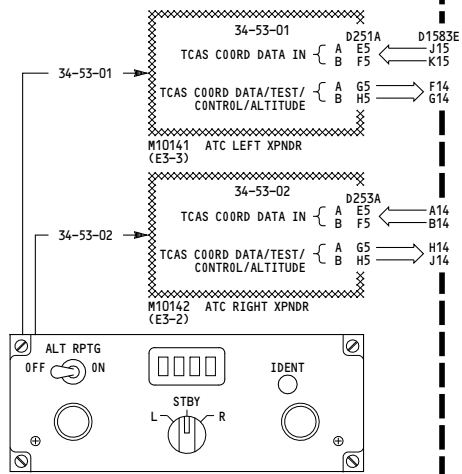 34-53-01
D251A D1583E
TCAS COORD DATA IN { A E5 J15
B F5 K15
34-53-01
TCAS COORD DATA/TEST/ { A G5 F14
CONTROL/ALTITUDE B H5 G14
M10141 ATC LEFT XPNDR
(E3-3)
34-53-02
D253A
TCAS COORD DATA IN { A E5 A14
B F5 B14
34-53-02
TCAS COORD DATA/TEST/ { A G5 H14
CONTROL/ALTITUDE B H5 J14
M10142 ATC RIGHT XPNDR
(E3-2)
ALT RPTG
OFF ON
IDENT
STBY
L R